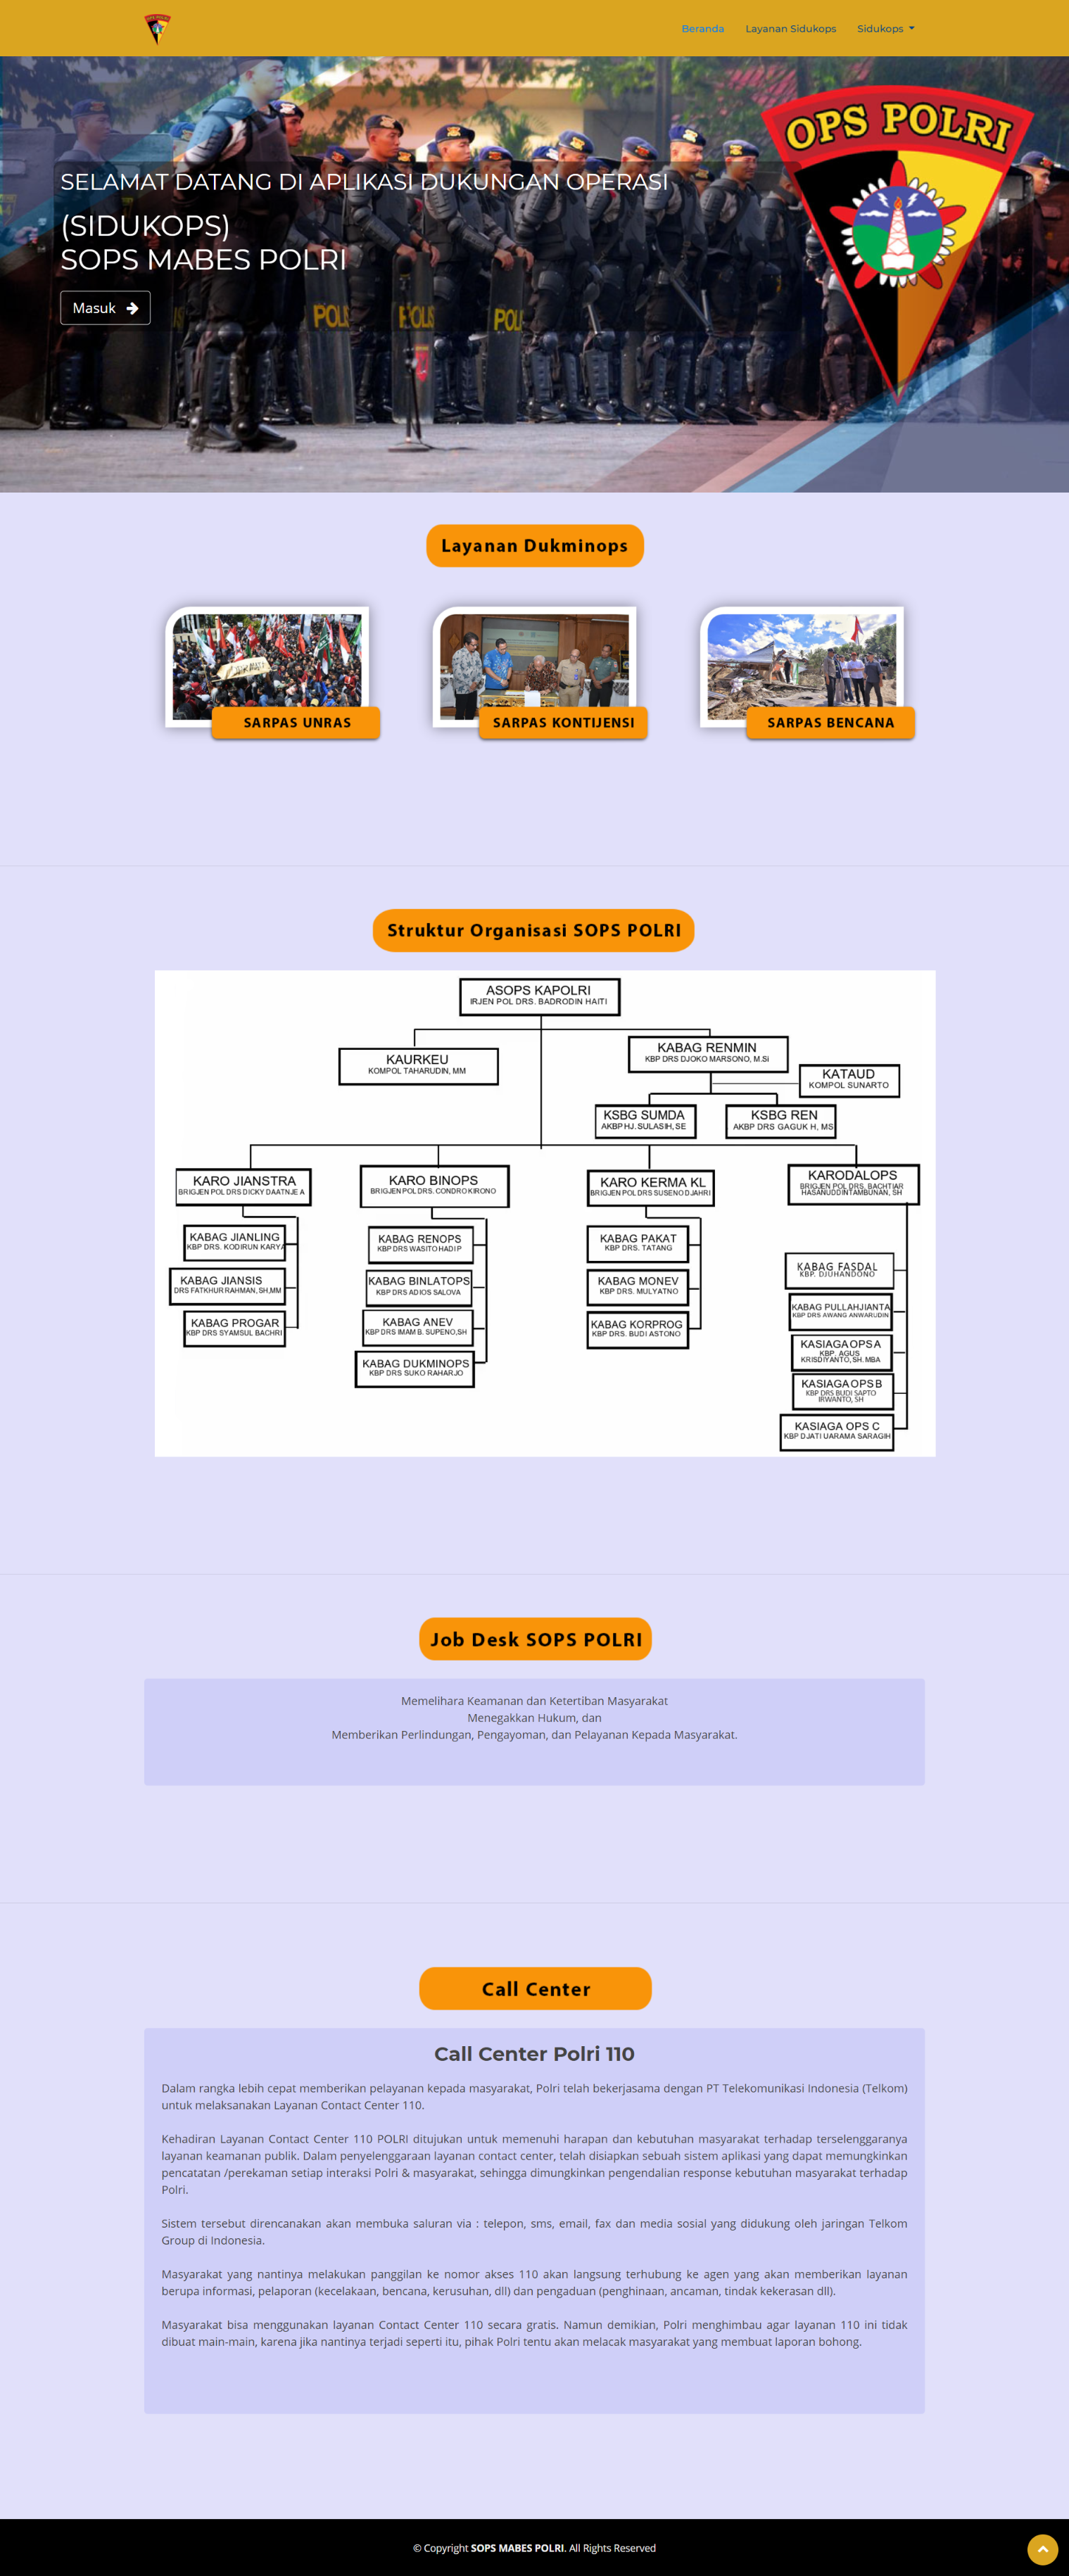 OPS POLRI
Beranda
Layanan Sidukops
Sidukops
OPS POLRI
SELAMAT DATANG DI APLIKASI DUKUNGAN OPERASI
(SIDUKOPS)
SOPS MABES POLRI
Masuk
Layanan Dukminops
SARPAS UNRAS
SARPAS KONTIJENSI
SARPAS BENCANA
Struktur Organisasi SOPS POLRI
ASOPS KAPOLRI
IRJEN POL DRS. BADRODIN HAITI
KAURKEU
KOMPOL TAHARUDIN, MM
KABAG RENMIN
KBP DRS DJOKO MARSONO, M.Si
KATAUD
KOMPOL SUNARTO
KSBG SUMDA
AKBP HJ. SULASIH, SE
KSBG REN
AKBP DRS GAGUK H, MS
KARO JIANSTRA
BRIGJEN POL DRS DICKY DAATNJE A
KABAG JIANLING
KBP DRS. KODIRUN KARYA
KABAG JIANSIS
DRS FATKHUR RAHMAN, SH,MM
KABAG PROGAR
KBP DRS SYAMSUL BACHRI
KARO BINOPS
BRIGJEN POL DRS. CONDRO KIRONO
KABAG RENOPS
KBP DRS WASITO HADI P
KABAG BINLATOPS
KBP DRS ADIOS SALOVA
KABAG ANEV
KBP DRS IMAM B. SUPENO,SH
KABAG DUKMINOPS
KBP DRS SUKO RAHARJO
KARO KERMA KL
BRIGJEN POL DRS SUSENO DJAHRI
KABAG PAKAT
KBP DRS. TATANG
KABAG MONEV
KBP DRS. MULYATNO
KABAG KORPROG
KBP DRS. BUDI ASTONO
KARODALOPS
BRIGJEN POL DRS, BACHTIAR
HASANUDDIN TAMBUNAN, SH
KABAG FASDAL
KBP. DJUHANDONO
KABAG PULLAHJIANTA
KBP DRS AWANG ANWARUDIN
KASIAGA OPS A
KBP. AGUS
KRISDIYANTO, SH. MBA
KASIAGA OPS B
KBP DRS BUDI SAPTO
IRWANTO, SH
KASIAGA OPS C
KBP DJATI UARAMA SARAGIH
Job Desk SOPS POLRI
Memelihara Keamanan dan Ketertiban Masyarakat
Menegakkan Hukum, dan
Memberikan Perlindungan, Pengayoman, dan Pelayanan Kepada Masyarakat.
Call Center
Call Center Polri 110
Dalam rangka lebih cepat memberikan pelayanan kepada masyarakat, Polri telah bekerjasama dengan PT Telekomunikasi Indonesia (Telkom)
untuk melaksanakan Layanan Contact Center 110.
Kehadiran Layanan Contact Center 110 POLRI ditujukan untuk memenuhi harapan dan kebutuhan masyarakat terhadap terselenggaranya
layanan keamanan publik. Dalam penyelenggaraan layanan contact center, telah disiapkan sebuah sistem aplikasi yang dapat memungkinkan
pencatatan /perekaman setiap interaksi Polri & masyarakat, sehingga dimungkinkan pengendalian response kebutuhan masyarakat terhadap
Polri.
Sistem tersebut direncanakan akan membuka saluran via : telepon, sms, email, fax dan media sosial yang didukung oleh jaringan Telkom
Group di Indonesia.
Masyarakat yang nantinya melakukan panggilan ke nomor akses 110 akan langsung terhubung ke agen yang akan memberikan layanan
berupa informasi, pelaporan (kecelakaan, bencana, kerusuhan, dll) dan pengaduan (penghinaan, ancaman, tindak kekerasan dll).
Masyarakat bisa menggunakan layanan Contact Center 110 secara gratis. Namun demikian, Polri menghimbau agar layanan 110 ini tidak
dibuat main-main, karena jika nantinya terjadi seperti itu, pihak Polri tentu akan melacak masyarakat yang membuat laporan bohong.
© Copyright SOPS MABES POLRI. All Rights Reserved